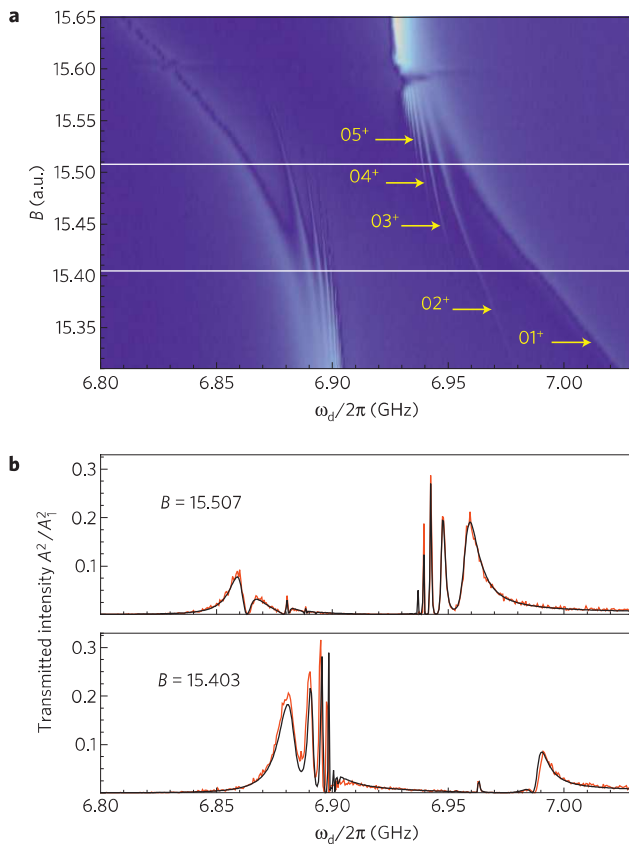 a
15.65
15.60
15.55
15.50
15.45
15.40
15.35
B (a.u.)
05⁺
04⁺
03⁺
02⁺
01⁺
6.80 6.85 6.90 6.95 7.00
ω_d/2π (GHz)
b
B = 15.507
0.3
0.2
0.1
B = 15.403
0.3
0.2
0.1
Transmitted intensity A²/A₁²
6.80 6.85 6.90 6.95 7.00
ω_d/2π (GHz)